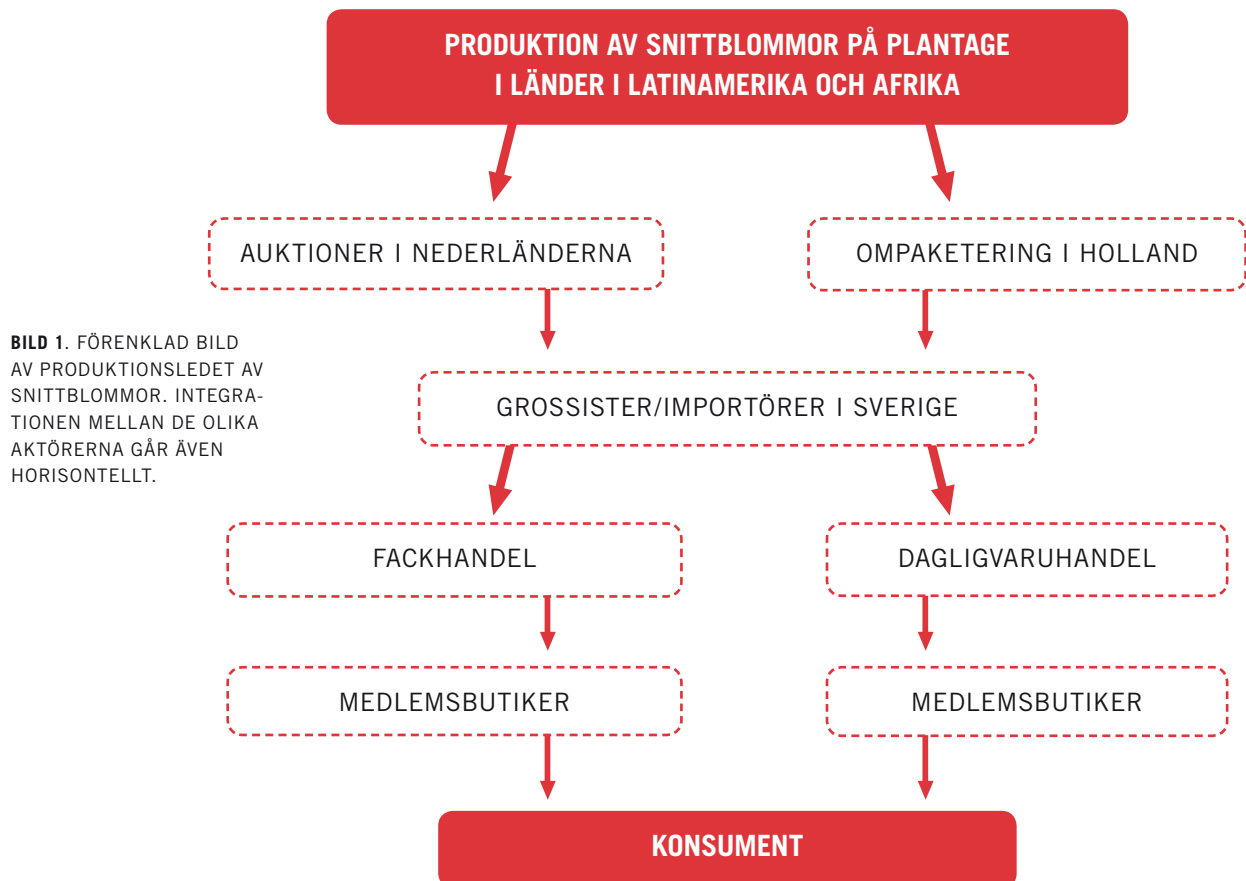 PRODUKTION AV SNITTBLOMMOR PÅ PLANTAGE
I LÄNDER I LATINAMERIKA OCH AFRIKA
AUKTIONER I NEDERLÄNDERNA
OMPAKETERING I HOLLAND
BILD 1. FÖRENKLAD BILD
AV PRODUKTIONSLEDET AV
SNITTBLOMMOR. INTEGRA-
TIONEN MELLAN DE OLIKA
AKTÖRERNA GÅR ÄVEN
HORISONTELLT.
GROSSISTER/IMPORTÖRER I SVERIGE
FACKHANDEL
DAGLIGVARUHANDEL
MEDLEMSBUTIKER
MEDLEMSBUTIKER
KONSUMENT